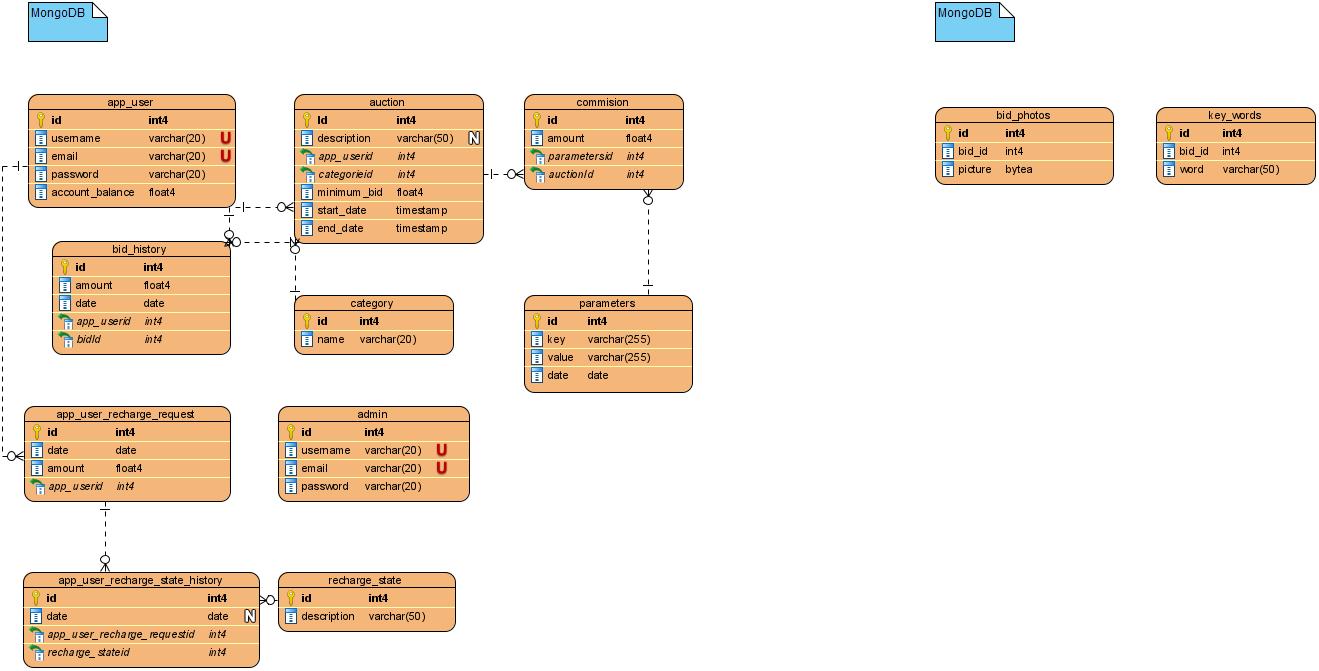 MongoDB
MongoDB
app_user
id int4
username varchar(20) U
email varchar(20) U
password varchar(20)
account_balance float4
auction
Id int4
description varchar(50) N
app_userid int4
categorieid int4
minimum_bid float4
start_date timestamp
end_date timestamp
commision
id int4
amount float4
parametersid int4
auctionId int4
bid_photos
id int4
bid_id int4
picture bytea
key_words
id int4
bid_id int4
word varchar(50)
bid_history
id int4
amount float4
date date
app_userid int4
bidId int4
category
id int4
name varchar(20)
parameters
id int4
key varchar(255)
value varchar(255)
date date
app_user_recharge_request
id int4
date date
amount float4
app_userid int4
admin
id int4
username varchar(20) U
email varchar(20) U
password varchar(20)
app_user_recharge_state_history
id int4
date date N
app_user_recharge_requestid int4
recharge_stateid int4
recharge_state
id int4
description varchar(50)